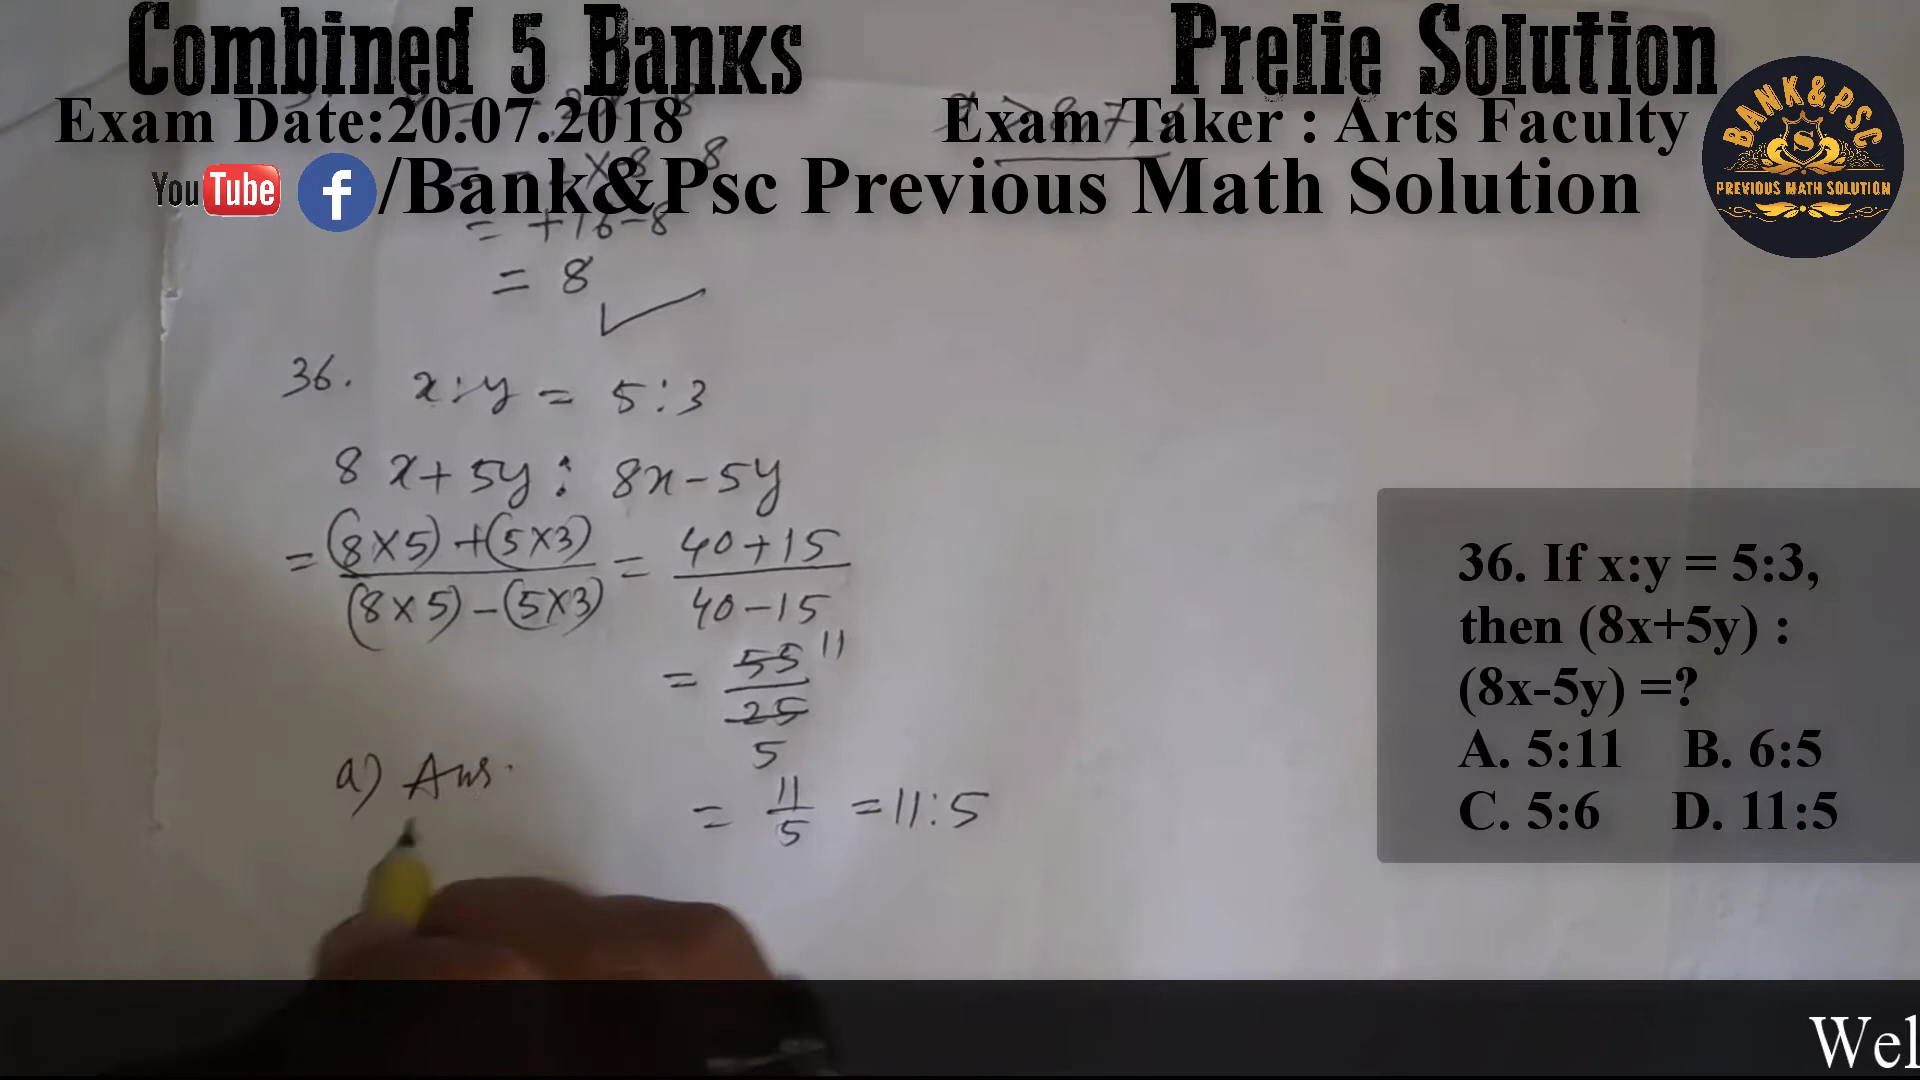 Combined 5 Banks Prelie Solution
Exam Date:20.07.2018 Exam Taker : Arts Faculty
YouTube f /Bank&Psc Previous Math Solution
BANK&PSC
S
PREVIOUS MATH SOLUTION
= +16-8
= 8
36. x:y = 5:3
8x+5y : 8x-5y
= (8×5)+(5×3) / (8×5)-(5×3) = 40+15 / 40-15
= 55 11 / 25 5
a) Ans.
= 11/5 = 11:5
36. If x:y = 5:3,
then (8x+5y) :
(8x-5y) =?
A. 5:11 B. 6:5
C. 5:6 D. 11:5
Wel